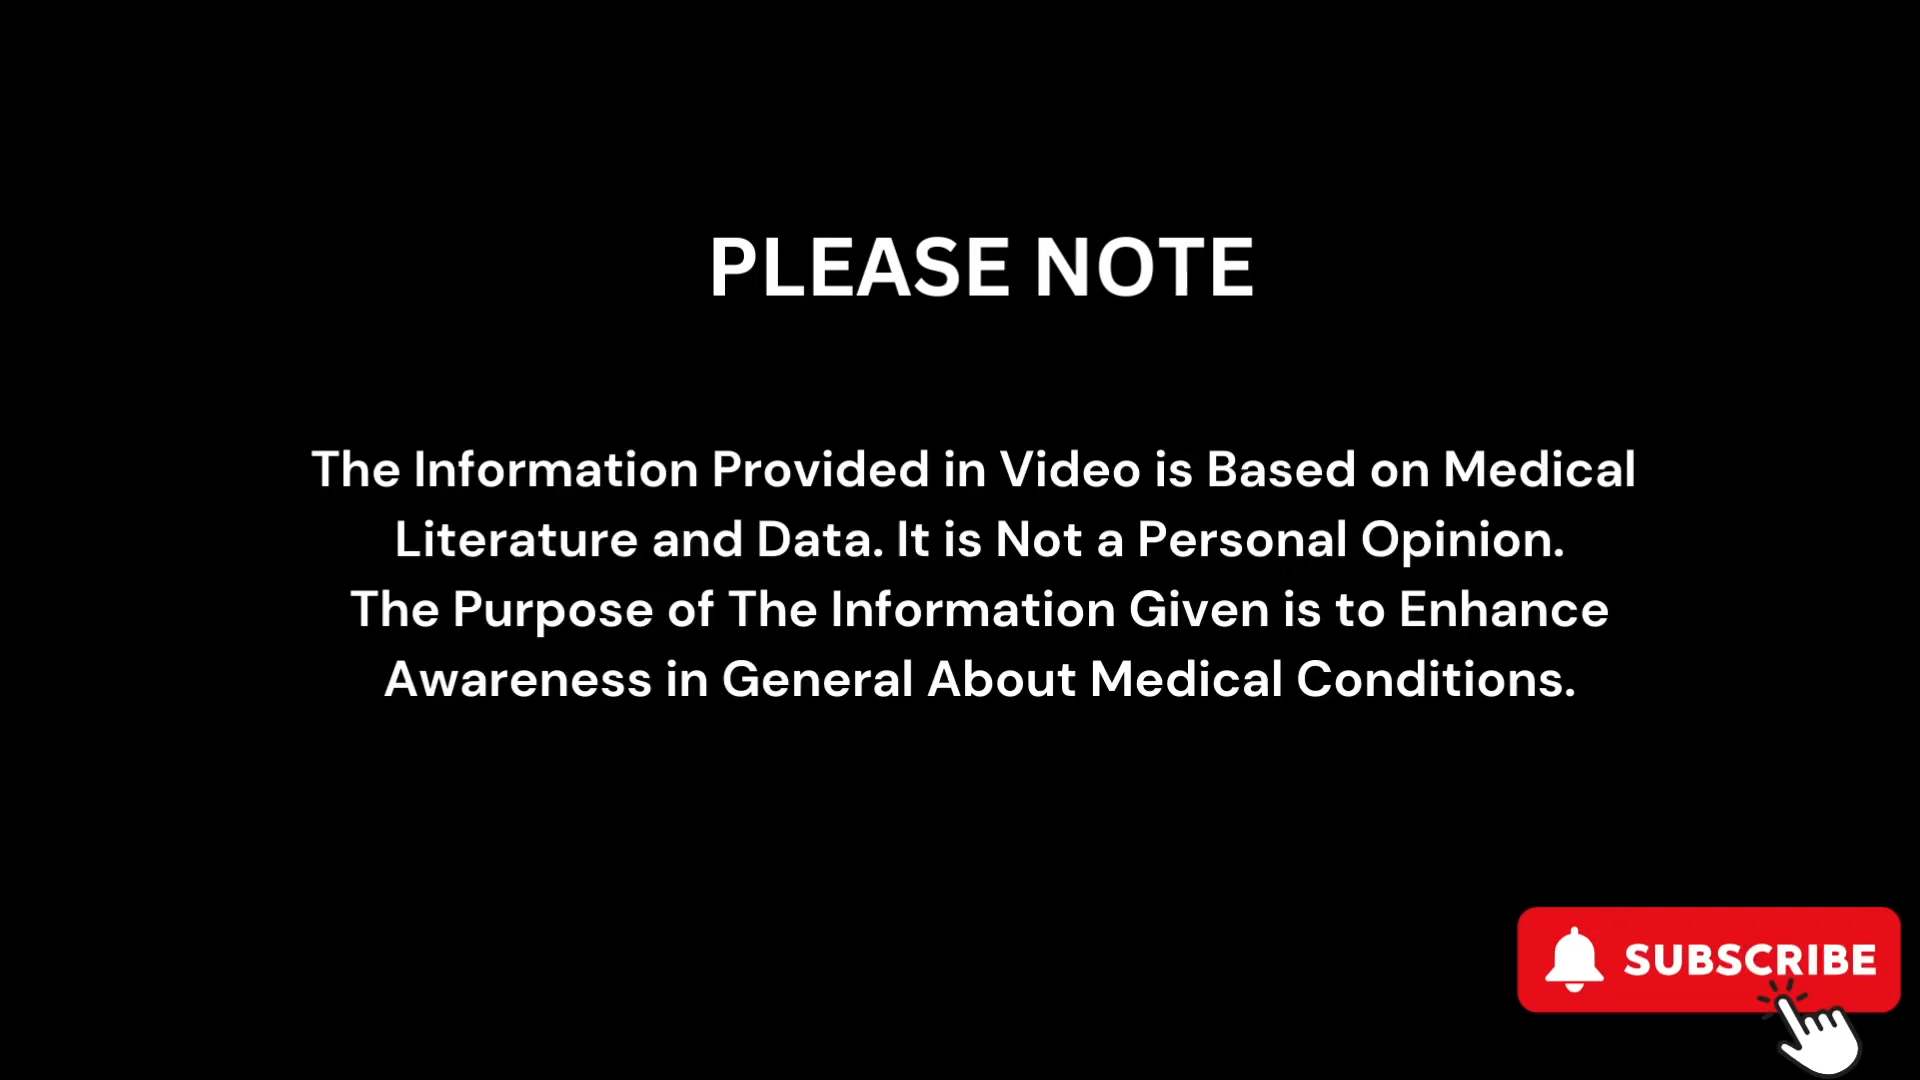 PLEASE NOTE
The Information Provided in Video is Based on Medical
Literature and Data. It is Not a Personal Opinion.
The Purpose of The Information Given is to Enhance
Awareness in General About Medical Conditions.
SUBSCRIBE